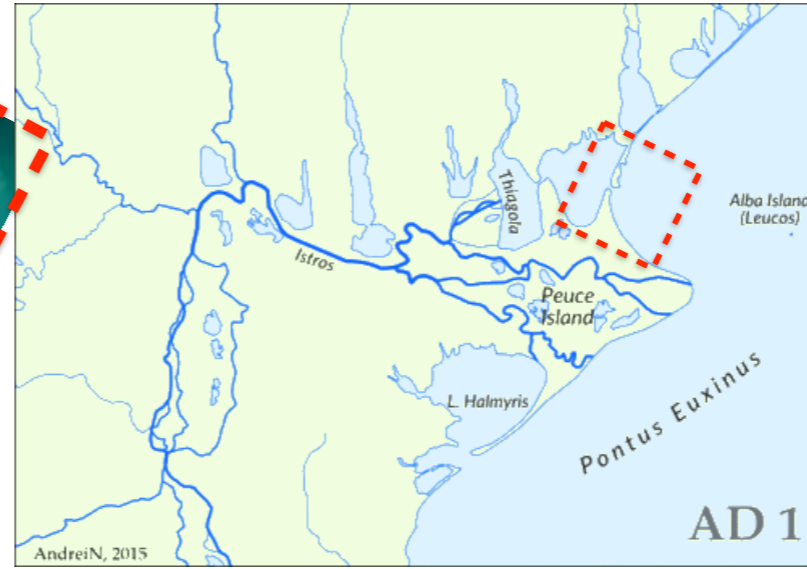 Thiagola
Alba Island
(Leucos)
Istros
Peuce
Island
L. Halmyris
Pontus Euxinus
AD 1
AndreiN, 2015